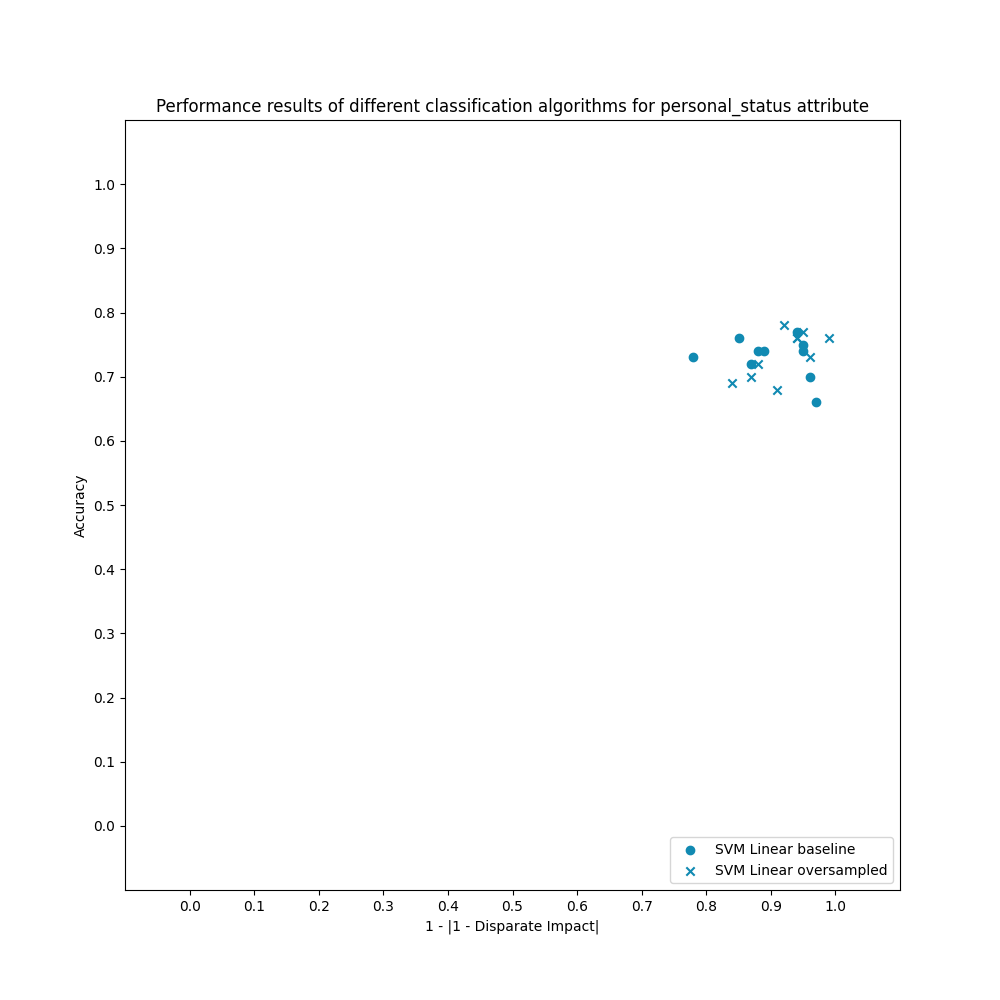 Performance results of different classification algorithms for personal_status attribute
1.0
0.9
0.8
0.7
0.6
0.5
0.4
0.3
0.2
0.1
0.0
Accuracy
SVM Linear baseline
SVM Linear oversampled
0.0 0.1 0.2 0.3 0.4 0.5 0.6 0.7 0.8 0.9 1.0
1 - |1 - Disparate Impact|